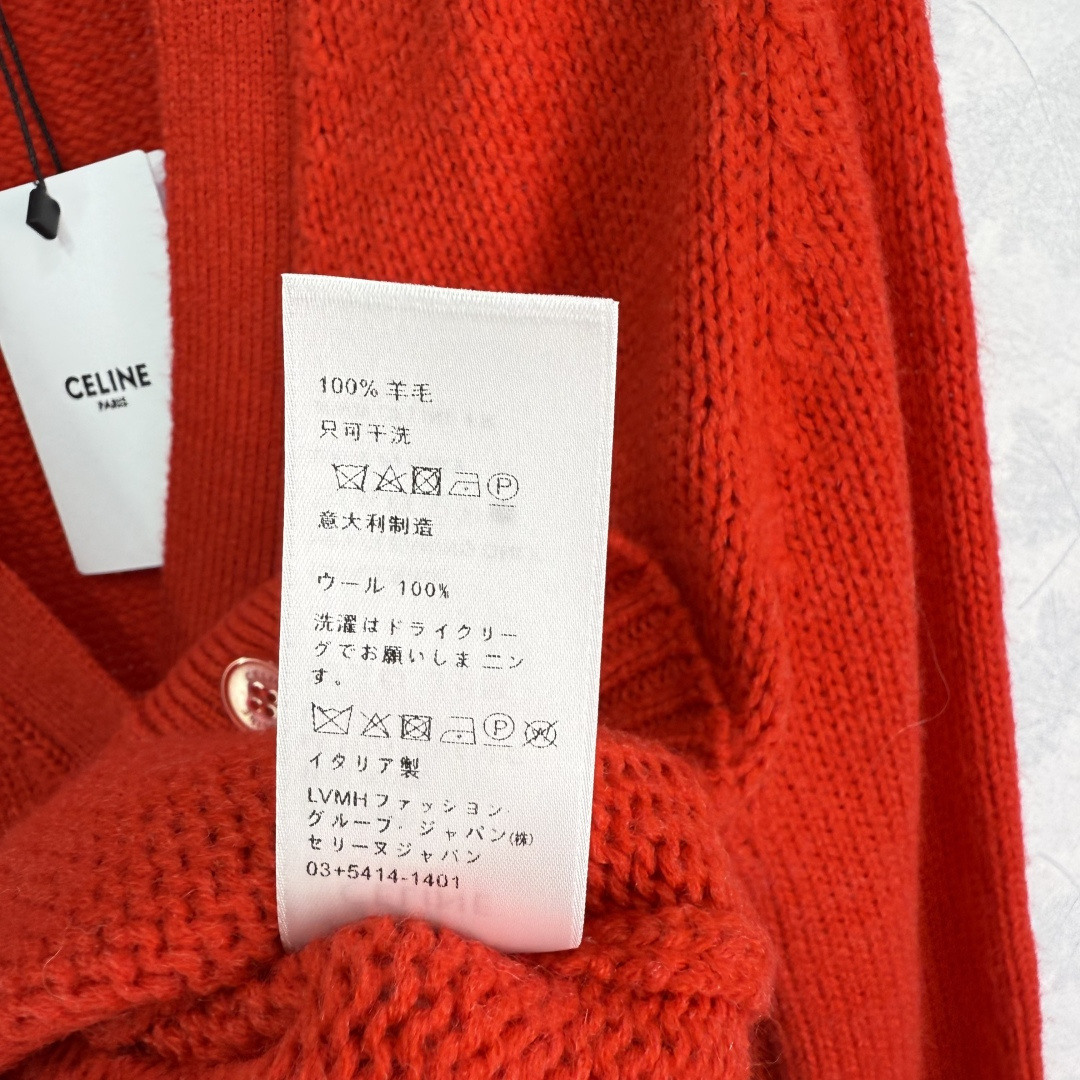 CELINE
PARIS
100% 羊毛
只可干洗
P
意大利制造
ウール 100%
洗濯はドライクリー
グでお願いしま ニン
す。
P W
イタリア製
LVMHファッション
グループ・ジャパン(株)
セリーヌジャパン
03+5414-1401